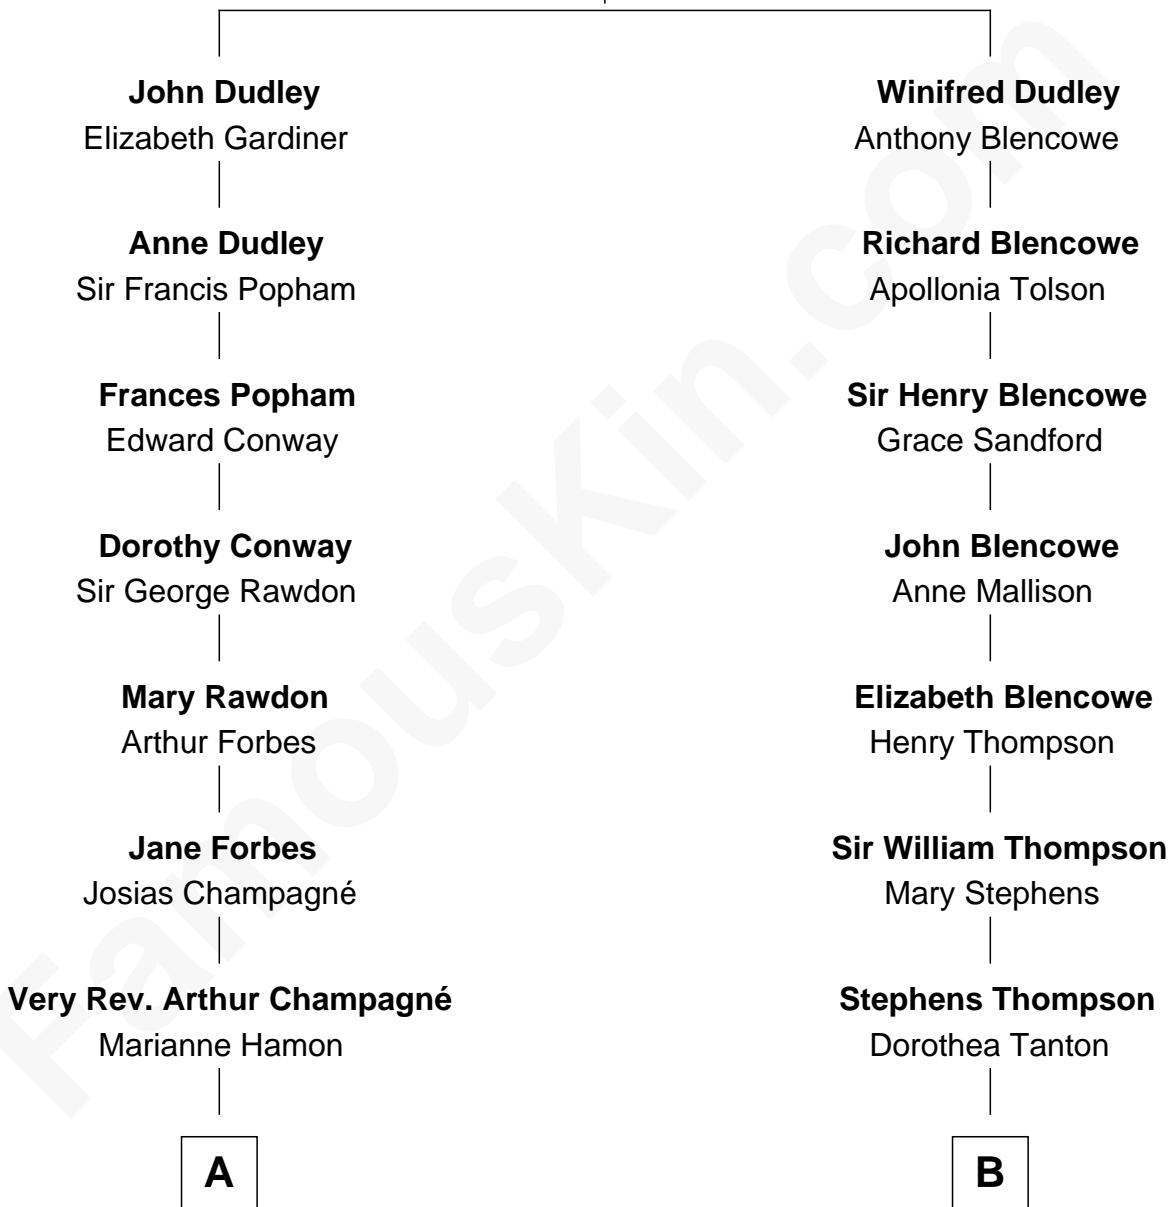 John Dudley
Elizabeth Gardiner
Anne Dudley
Sir Francis Popham
Frances Popham
Edward Conway
Dorothy Conway
Sir George Rawdon
Mary Rawdon
Arthur Forbes
Jane Forbes
Josias Champagné
Very Rev. Arthur Champagné
Marianne Hamon
A
Winifred Dudley
Anthony Blencowe
Richard Blencowe
Apollonia Tolson
Sir Henry Blencowe
Grace Sandford
John Blencowe
Anne Mallison
Elizabeth Blencowe
Henry Thompson
Sir William Thompson
Mary Stephens
Stephens Thompson
Dorothea Tanton
B
FamousKin.com